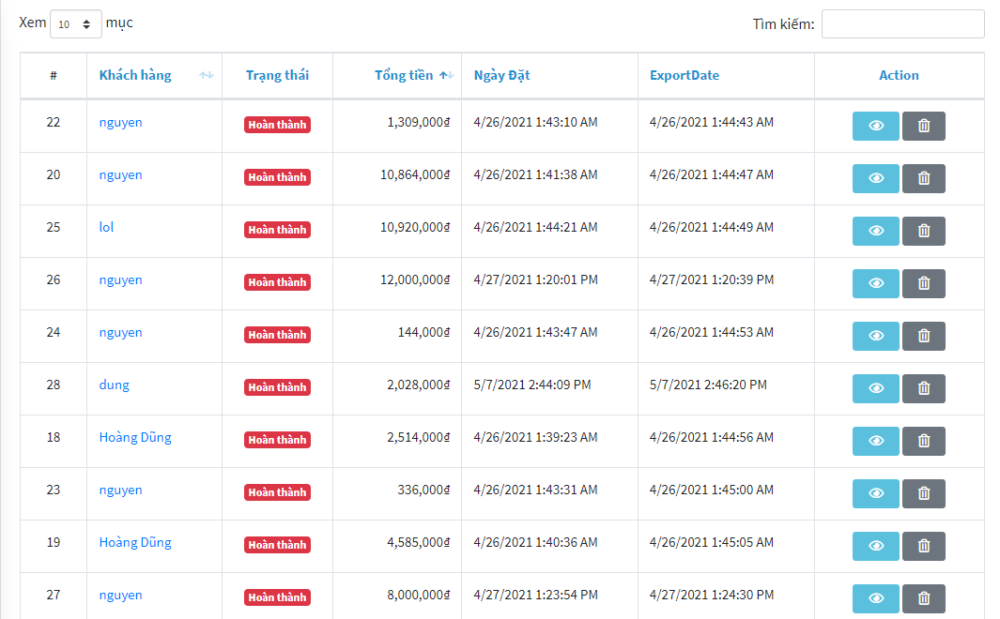 Xem 10 mục Tìm kiếm:
# Khách hàng Trạng thái Tổng tiền Ngày Đặt ExportDate Action
22 nguyen Hoàn thành 1,309,000₫ 4/26/2021 1:43:10 AM 4/26/2021 1:44:43 AM
20 nguyen Hoàn thành 10,864,000₫ 4/26/2021 1:41:38 AM 4/26/2021 1:44:47 AM
25 lol Hoàn thành 10,920,000₫ 4/26/2021 1:44:21 AM 4/26/2021 1:44:49 AM
26 nguyen Hoàn thành 12,000,000₫ 4/27/2021 1:20:01 PM 4/27/2021 1:20:39 PM
24 nguyen Hoàn thành 144,000₫ 4/26/2021 1:43:47 AM 4/26/2021 1:44:53 AM
28 dung Hoàn thành 2,028,000₫ 5/7/2021 2:44:09 PM 5/7/2021 2:46:20 PM
18 Hoàng Dũng Hoàn thành 2,514,000₫ 4/26/2021 1:39:23 AM 4/26/2021 1:44:56 AM
23 nguyen Hoàn thành 336,000₫ 4/26/2021 1:43:31 AM 4/26/2021 1:45:00 AM
19 Hoàng Dũng Hoàn thành 4,585,000₫ 4/26/2021 1:40:36 AM 4/26/2021 1:45:05 AM
27 nguyen Hoàn thành 8,000,000₫ 4/27/2021 1:23:54 PM 4/27/2021 1:24:30 PM